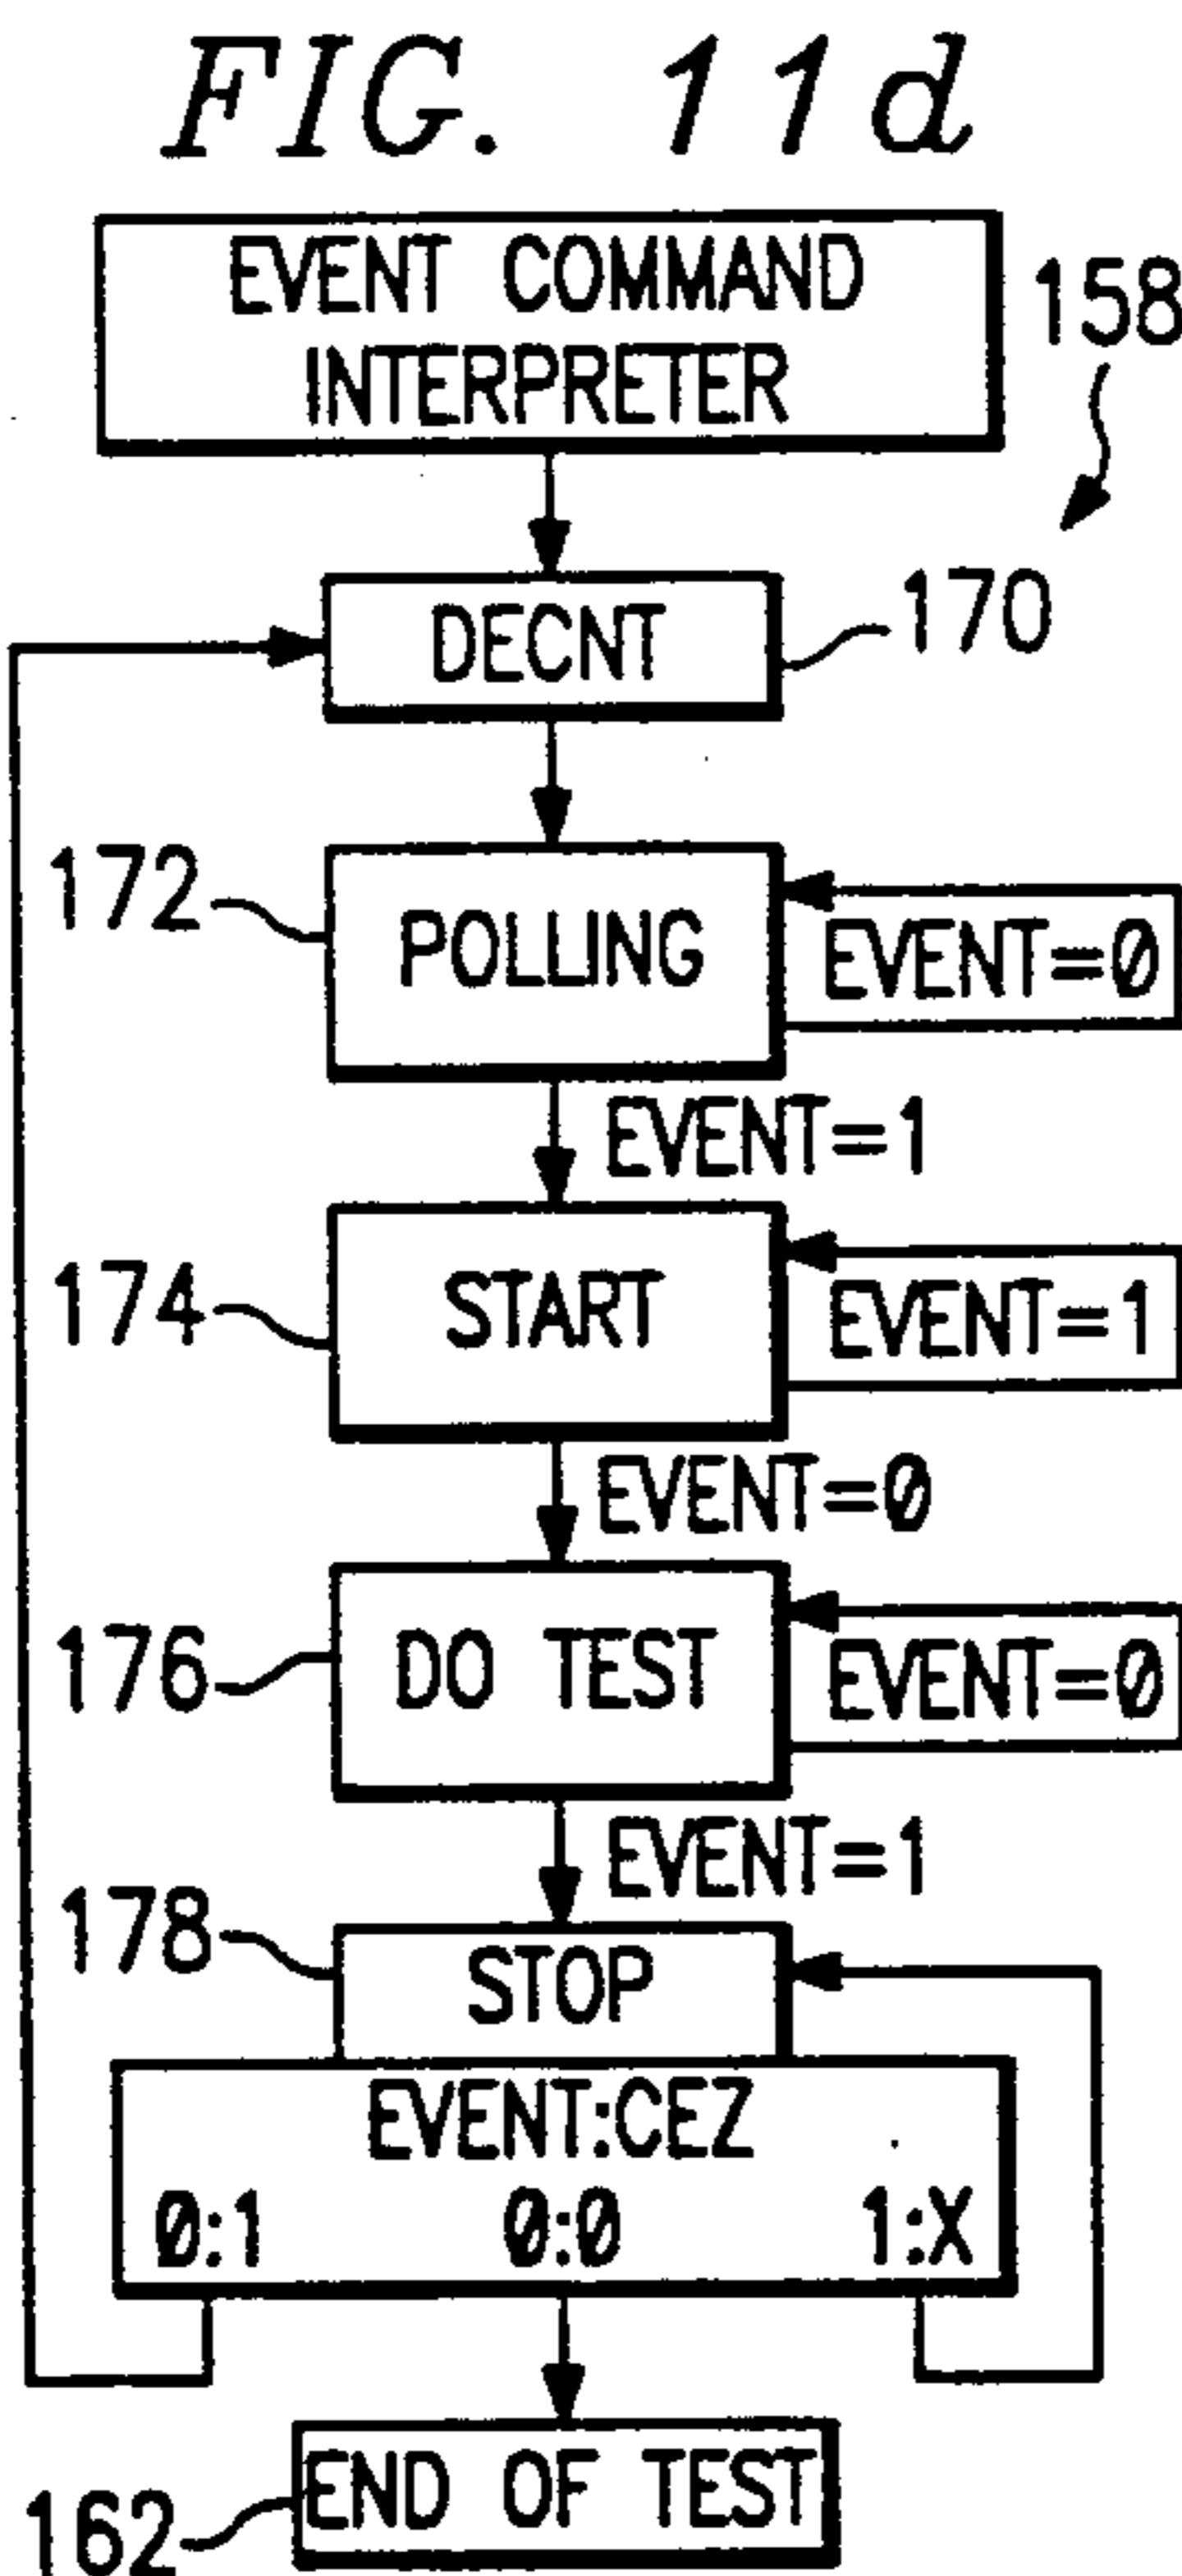 FIG. 11d
EVENT COMMAND
INTERPRETER
158
DECNT
170
172
POLLING
EVENT=0
EVENT=1
174
START
EVENT=1
EVENT=0
176
DO TEST
EVENT=0
EVENT=1
178
STOP
EVENT:CEZ
0:1 0:0 1:X
END OF TEST
162